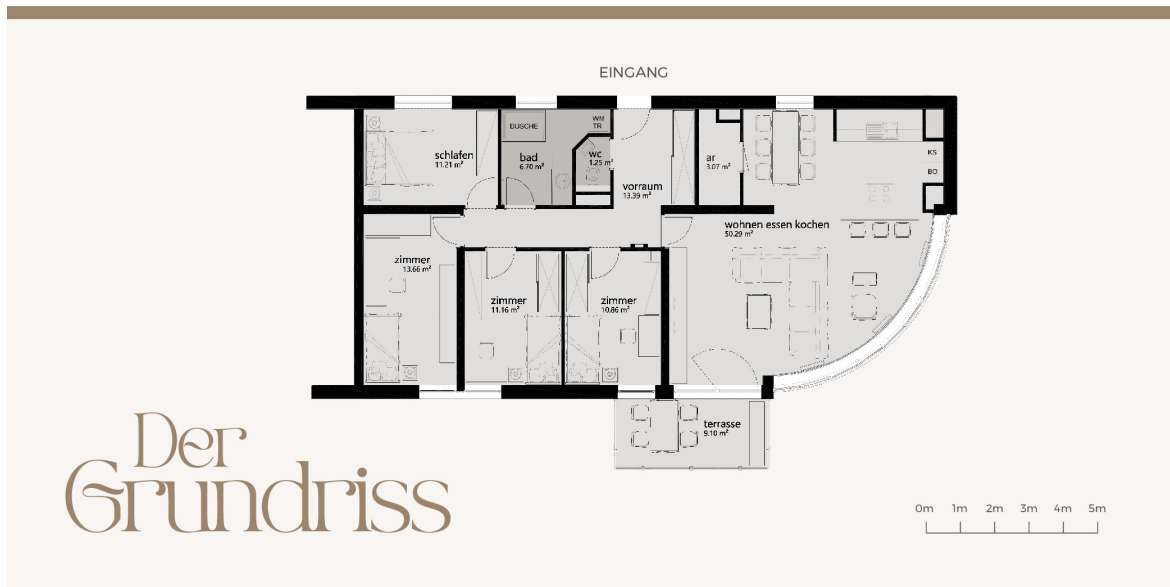 EINGANG
DUSCHE
WM
TR
schlafen
11.21 m²
bad
6.70 m²
WC
1.25 m²
vorraum
13.39 m²
ar
3.07 m²
KS
BO
wohnen essen kochen
50.29 m²
zimmer
13.66 m²
zimmer
11.16 m²
zimmer
10.86 m²
terrasse
9.10 m²
Der
Grundriss
0m 1m 2m 3m 4m 5m